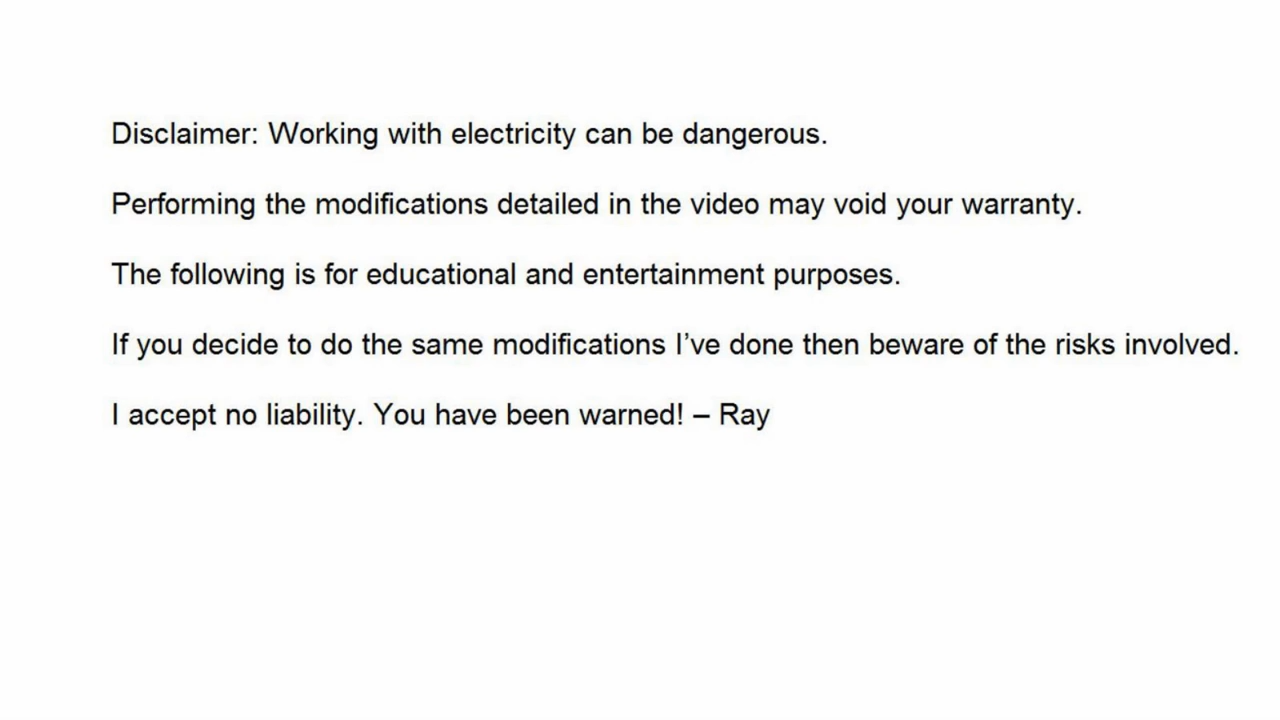 Disclaimer: Working with electricity can be dangerous.
Performing the modifications detailed in the video may void your warranty.
The following is for educational and entertainment purposes.
If you decide to do the same modifications I’ve done then beware of the risks involved.
I accept no liability. You have been warned! – Ray